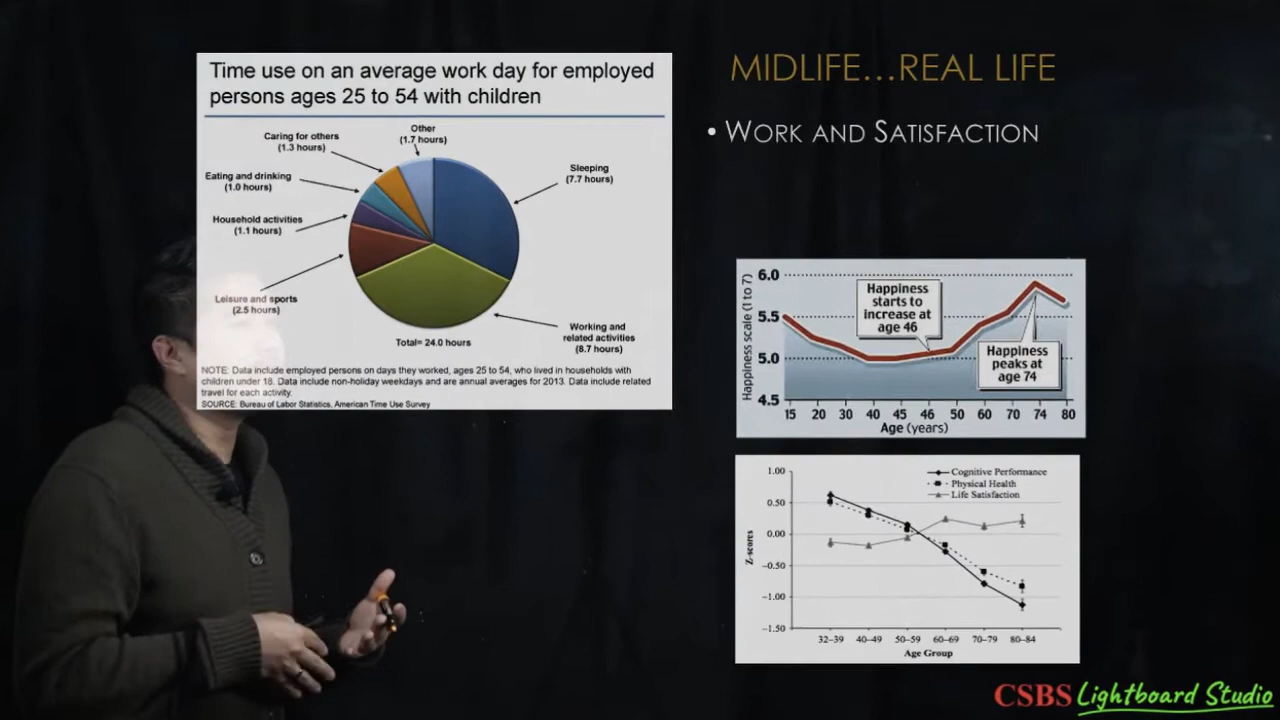 Time use on an average work day for employed
persons ages 25 to 54 with children
Caring for others
(1.3 hours)
Other
(1.7 hours)
Sleeping
(7.7 hours)
Eating and drinking
(1.0 hours)
Household activities
(1.1 hours)
Leisure and sports
(2.5 hours)
Working and
related activities
(8.7 hours)
Total= 24.0 hours
NOTE: Data include employed persons on days they worked, ages 25 to 54, who lived in households with
children under 18. Data include non-holiday weekdays and are annual averages for 2013. Data include related
travel for each activity.
SOURCE: Bureau of Labor Statistics, American Time Use Survey
MIDLIFE…REAL LIFE
• WORK AND SATISFACTION
Happiness scale (1 to 7)
6.0
5.5
5.0
4.5
Happiness
starts to
increase at
age 46
Happiness
peaks at
age 74
15 20 30 40 45 46 50 60 70 74 80
Age (years)
Cognitive Performance
Physical Health
Life Satisfaction
Z-scores
1.00
0.50
0.00
−0.50
−1.00
−1.50
32–39 40–49 50–59 60–69 70–79 80–84
Age Group
CSBS Lightboard Studio